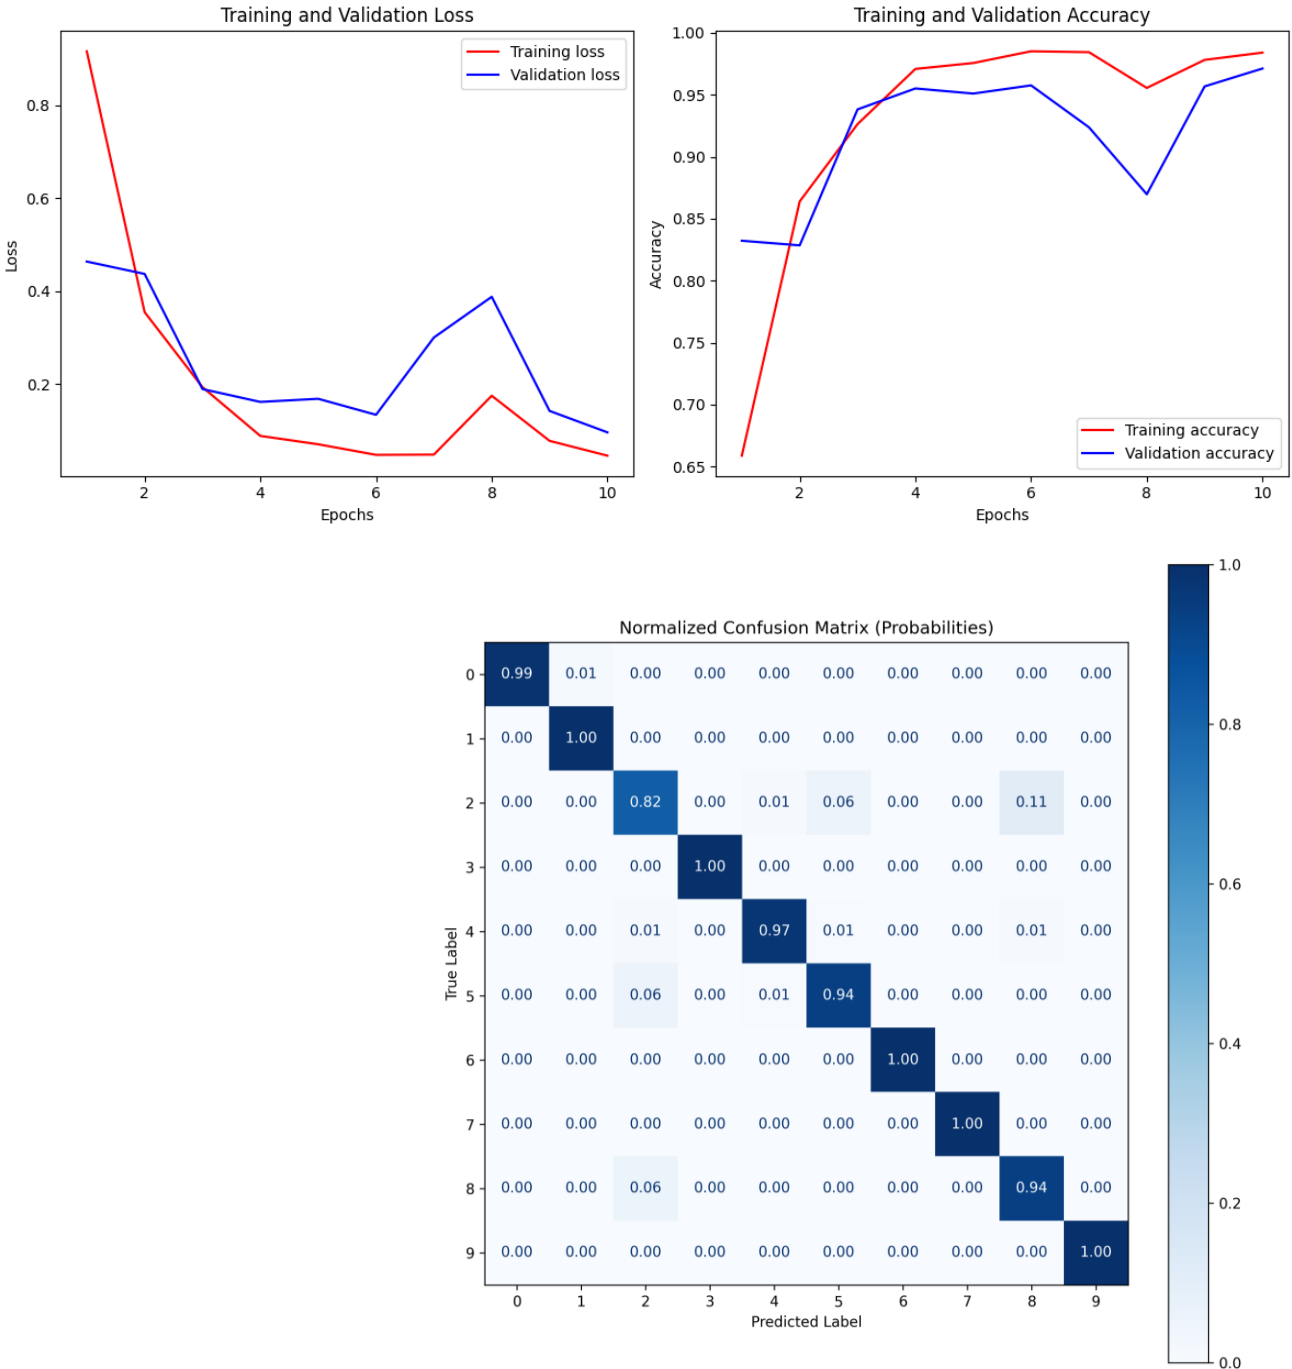 Training and Validation Loss
Training loss
Validation loss
0.8
0.6
0.4
0.2
Loss
2 4 6 8 10
Epochs
Training and Validation Accuracy
1.00
0.95
0.90
0.85
0.80
0.75
0.70
0.65
Accuracy
Training accuracy
Validation accuracy
2 4 6 8 10
Epochs
Normalized Confusion Matrix (Probabilities)
0 0.99 0.01 0.00 0.00 0.00 0.00 0.00 0.00 0.00 0.00
1 0.00 1.00 0.00 0.00 0.00 0.00 0.00 0.00 0.00 0.00
2 0.00 0.00 0.82 0.00 0.01 0.06 0.00 0.00 0.11 0.00
3 0.00 0.00 0.00 1.00 0.00 0.00 0.00 0.00 0.00 0.00
4 0.00 0.00 0.01 0.00 0.97 0.01 0.00 0.00 0.01 0.00
5 0.00 0.00 0.06 0.00 0.01 0.94 0.00 0.00 0.00 0.00
6 0.00 0.00 0.00 0.00 0.00 0.00 1.00 0.00 0.00 0.00
7 0.00 0.00 0.00 0.00 0.00 0.00 0.00 1.00 0.00 0.00
8 0.00 0.00 0.06 0.00 0.00 0.00 0.00 0.00 0.94 0.00
9 0.00 0.00 0.00 0.00 0.00 0.00 0.00 0.00 0.00 1.00
True Label
0 1 2 3 4 5 6 7 8 9
Predicted Label
1.0
0.8
0.6
0.4
0.2
0.0